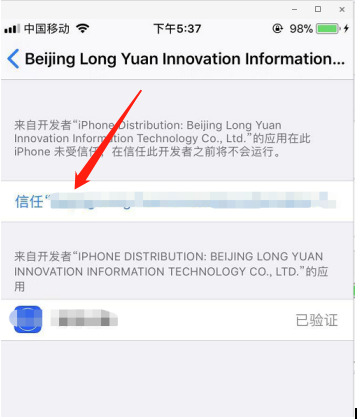 中国移动 下午5:37 98%
Beijing Long Yuan Innovation Information...
来自开发者“iPhone Distribution: Beijing Long Yuan
Innovation Information Technology Co., Ltd.”的应用在此
iPhone 未受信任。在信任此开发者之前将不会运行。
信任“
来自开发者“IPHONE DISTRIBUTION: BEIJING LONG YUAN
INNOVATION INFORMATION TECHNOLOGY CO., LTD.”的应
用
已验证